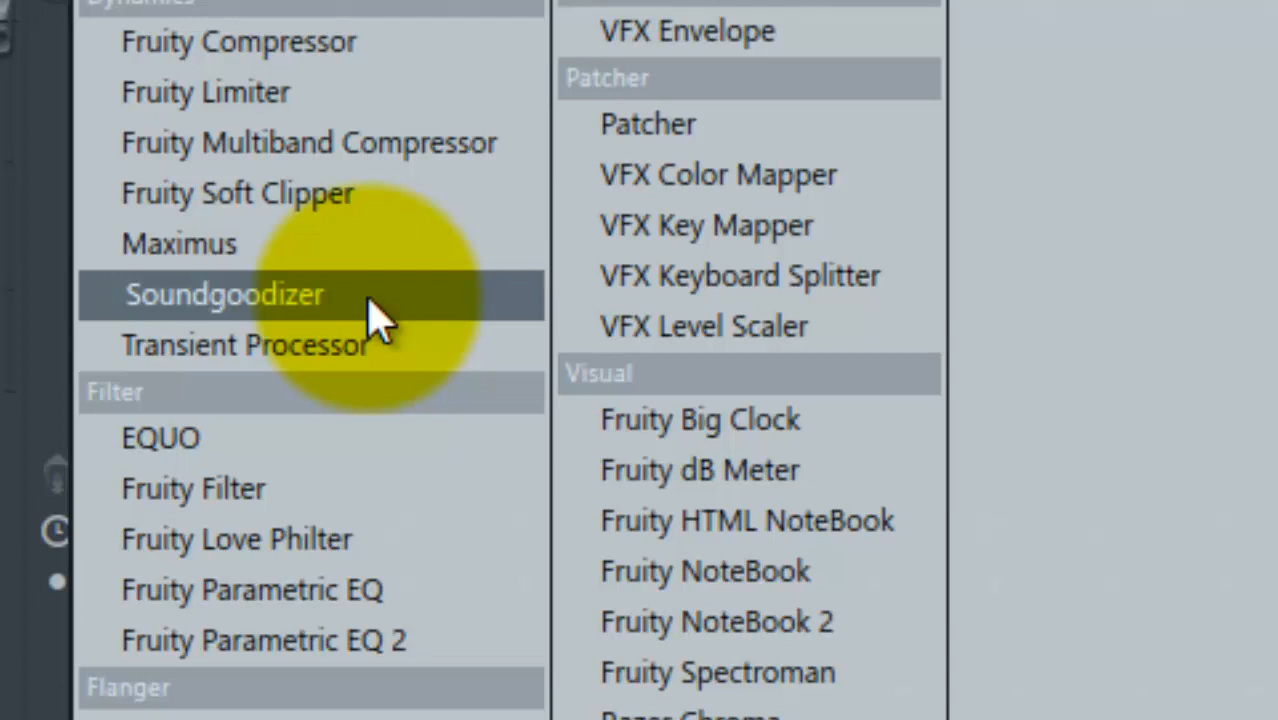 Dynamics
Fruity Compressor
Fruity Limiter
Fruity Multiband Compressor
Fruity Soft Clipper
Maximus
Soundgoodizer
Transient Processor
Filter
EQUO
Fruity Filter
Fruity Love Philter
Fruity Parametric EQ
Fruity Parametric EQ 2
Flanger
VFX Envelope
Patcher
Patcher
VFX Color Mapper
VFX Key Mapper
VFX Keyboard Splitter
VFX Level Scaler
Visual
Fruity Big Clock
Fruity dB Meter
Fruity HTML NoteBook
Fruity NoteBook
Fruity NoteBook 2
Fruity Spectroman
Razer Chroma